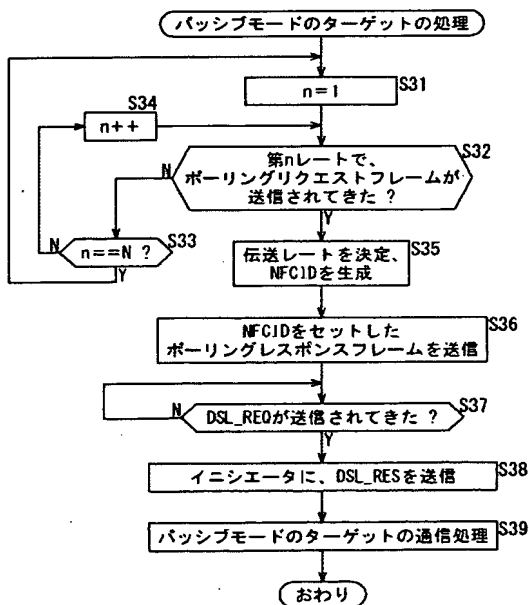 パッシブモードのターゲットの処理
S31
n=1
S34
n++
S32
第nレートで、
ポーリングリクエストフレームが
送信されてきた ?
N
Y
S33
n==N ?
N
Y
S35
伝送レートを決定、
NFCIDを生成
S36
NFCIDをセットした
ポーリングレスポンスフレームを送信
S37
DSL_REQが送信されてきた ?
N
Y
S38
イニシエータに、DSL_RESを送信
S39
パッシブモードのターゲットの通信処理
おわり